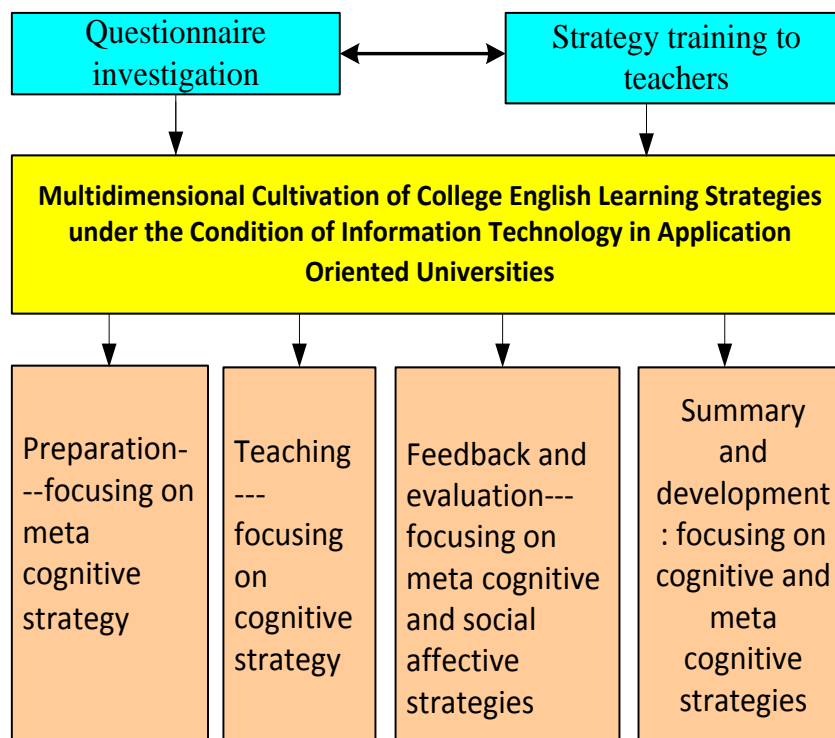 Questionnaire
investigation
Strategy training to
teachers
Multidimensional Cultivation of College English Learning Strategies
under the Condition of Information Technology in Application
Oriented Universities
Preparation-
--focusing on
meta
cognitive
strategy
Teaching
---
focusing
on
cognitive
strategy
Feedback and
evaluation---
focusing on
meta cognitive
and social
affective
strategies
Summary
and
development
: focusing on
cognitive and
meta
cognitive
strategies